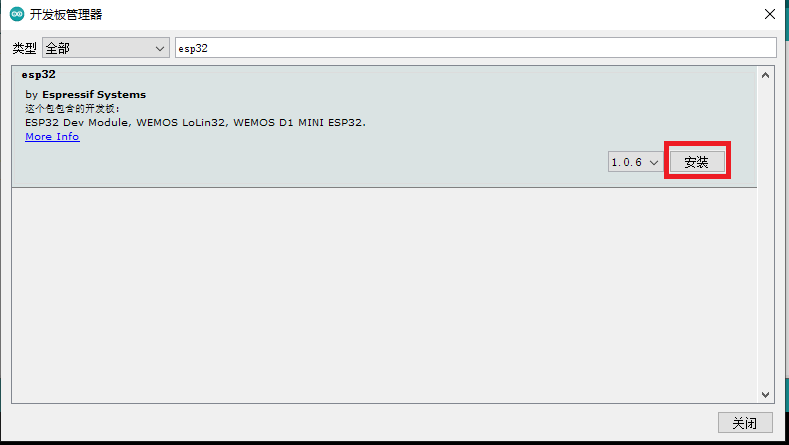 开发板管理器
类型 全部 esp32
esp32
by Espressif Systems
这个包包含的开发板:
ESP32 Dev Module, WEMOS LoLin32, WEMOS D1 MINI ESP32.
More Info
1.0.6 安装
关闭